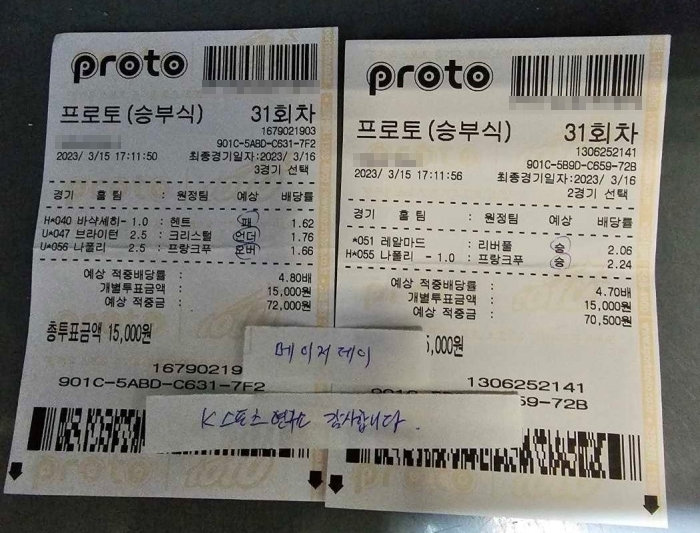 proto
프로토(승부식) 31회차
1679021903
901C-5ABD-C631-7F2
2023/ 3/15 17:11:50 최종경기일자:2023/ 3/16
3경기 선택
경기 홈 팀 : 원정팀 예상 배당률
H*040 바샥셰히- 1.0 : 헨트 패 1.62
U*047 브라이턴 2.5 : 크리스털 언더 1.76
U*056 나폴리 2.5 : 프랑크푸 오버 1.66
예상 적중배당률 : 4.80배
개별투표금액 : 15,000원
예상 적중금 : 72,000원
총투표금액 15,000원
16790219
901C-5ABD-C631-7F2
proto
프로토(승부식) 31회차
1306252141
901C-5B9D-C659-72B
2023/ 3/15 17:11:56 최종경기일자:2023/ 3/16
2경기 선택
경기 홈 팀 : 원정팀 예상 배당률
*051 레알마드 : 리버풀 승 2.06
H*055 나폴리 - 1.0 : 프랑크푸 승 2.24
예상 적중배당률 : 4.70배
개별투표금액 : 15,000원
예상 적중금 : 70,500원
5,000원
1306252141
59-72B
메이저데이
K스포츠연구소 감사합니다.